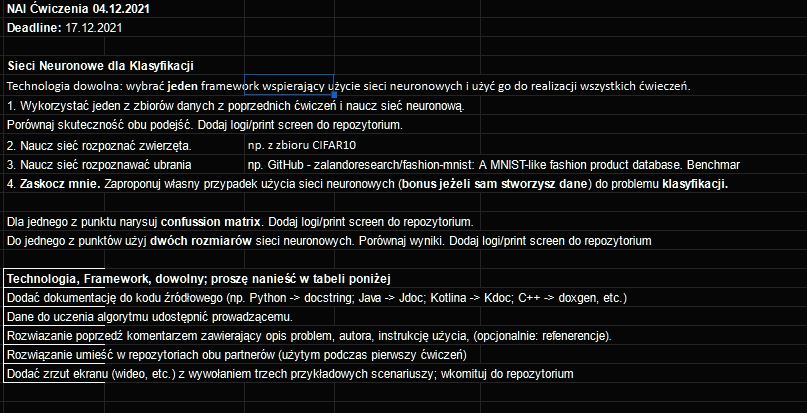 NAI Ćwiczenia 04.12.2021
Deadline: 17.12.2021
Sieci Neuronowe dla Klasyfikacji
Technologia dowolna: wybrać jeden framework wspierający użycie sieci neuronowych i użyć go do realizacji wszystkich ćwiczeń.
1. Wykorzystać jeden z zbiorów danych z poprzednich ćwiczeń i naucz sieć neuronową.
Porównaj skuteczność obu podejść. Dodaj logi/print screen do repozytorium.
2. Naucz sieć rozpoznać zwierzęta. np. z zbioru CIFAR10
3. Naucz sieć rozpoznawać ubrania np. GitHub - zalandoresearch/fashion-mnist: A MNIST-like fashion product database. Benchmar
4. Zaskocz mnie. Zaproponuj własny przypadek użycia sieci neuronowych (bonus jeżeli sam stworzysz dane) do problemu klasyfikacji.
Dla jednego z punktu narysuj confussion matrix. Dodaj logi/print screen do repozytorium.
Do jednego z punktów użyj dwóch rozmiarów sieci neuronowych. Porównaj wyniki. Dodaj logi/print screen do repozytorium
Technologia, Framework, dowolny; proszę nanieść w tabeli poniżej
Dodać dokumentację do kodu źródłowego (np. Python -> docstring; Java -> Jdoc; Kotlina -> Kdoc; C++ -> doxgen, etc.)
Dane do uczenia algorytmu udostępnić prowadzącemu.
Rozwiazanie poprzedź komentarzem zawierający opis problem, autora, instrukcję użycia, (opcjonalnie: refenerencje).
Rozwiązanie umieść w repozytoriach obu partnerów (użytym podczas pierwszy ćwiczeń)
Dodać zrzut ekranu (wideo, etc.) z wywołaniem trzech przykładowych scenariuszy; wkomituj do repozytorium